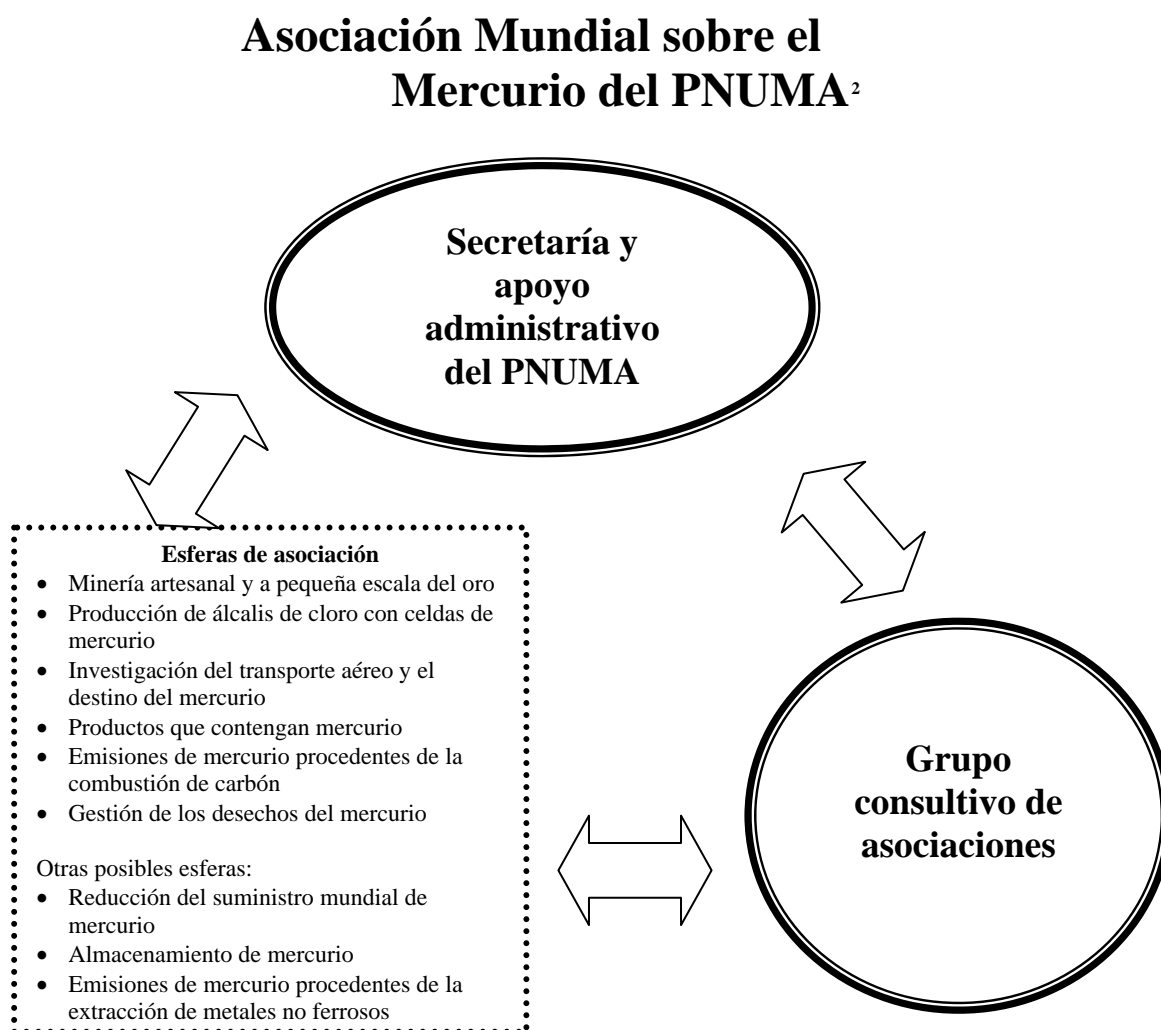 Asociación Mundial sobre el
Mercurio del PNUMA²
Secretaría y
apoyo
administrativo
del PNUMA
Esferas de asociación
• Minería artesanal y a pequeña escala del oro
• Producción de álcalis de cloro con celdas de
mercurio
• Investigación del transporte aéreo y el
destino del mercurio
• Productos que contengan mercurio
• Emisiones de mercurio procedentes de la
combustión de carbón
• Gestión de los desechos del mercurio
Otras posibles esferas:
• Reducción del suministro mundial de
mercurio
• Almacenamiento de mercurio
• Emisiones de mercurio procedentes de la
extracción de metales no ferrosos
Grupo
consultivo de
asociaciones